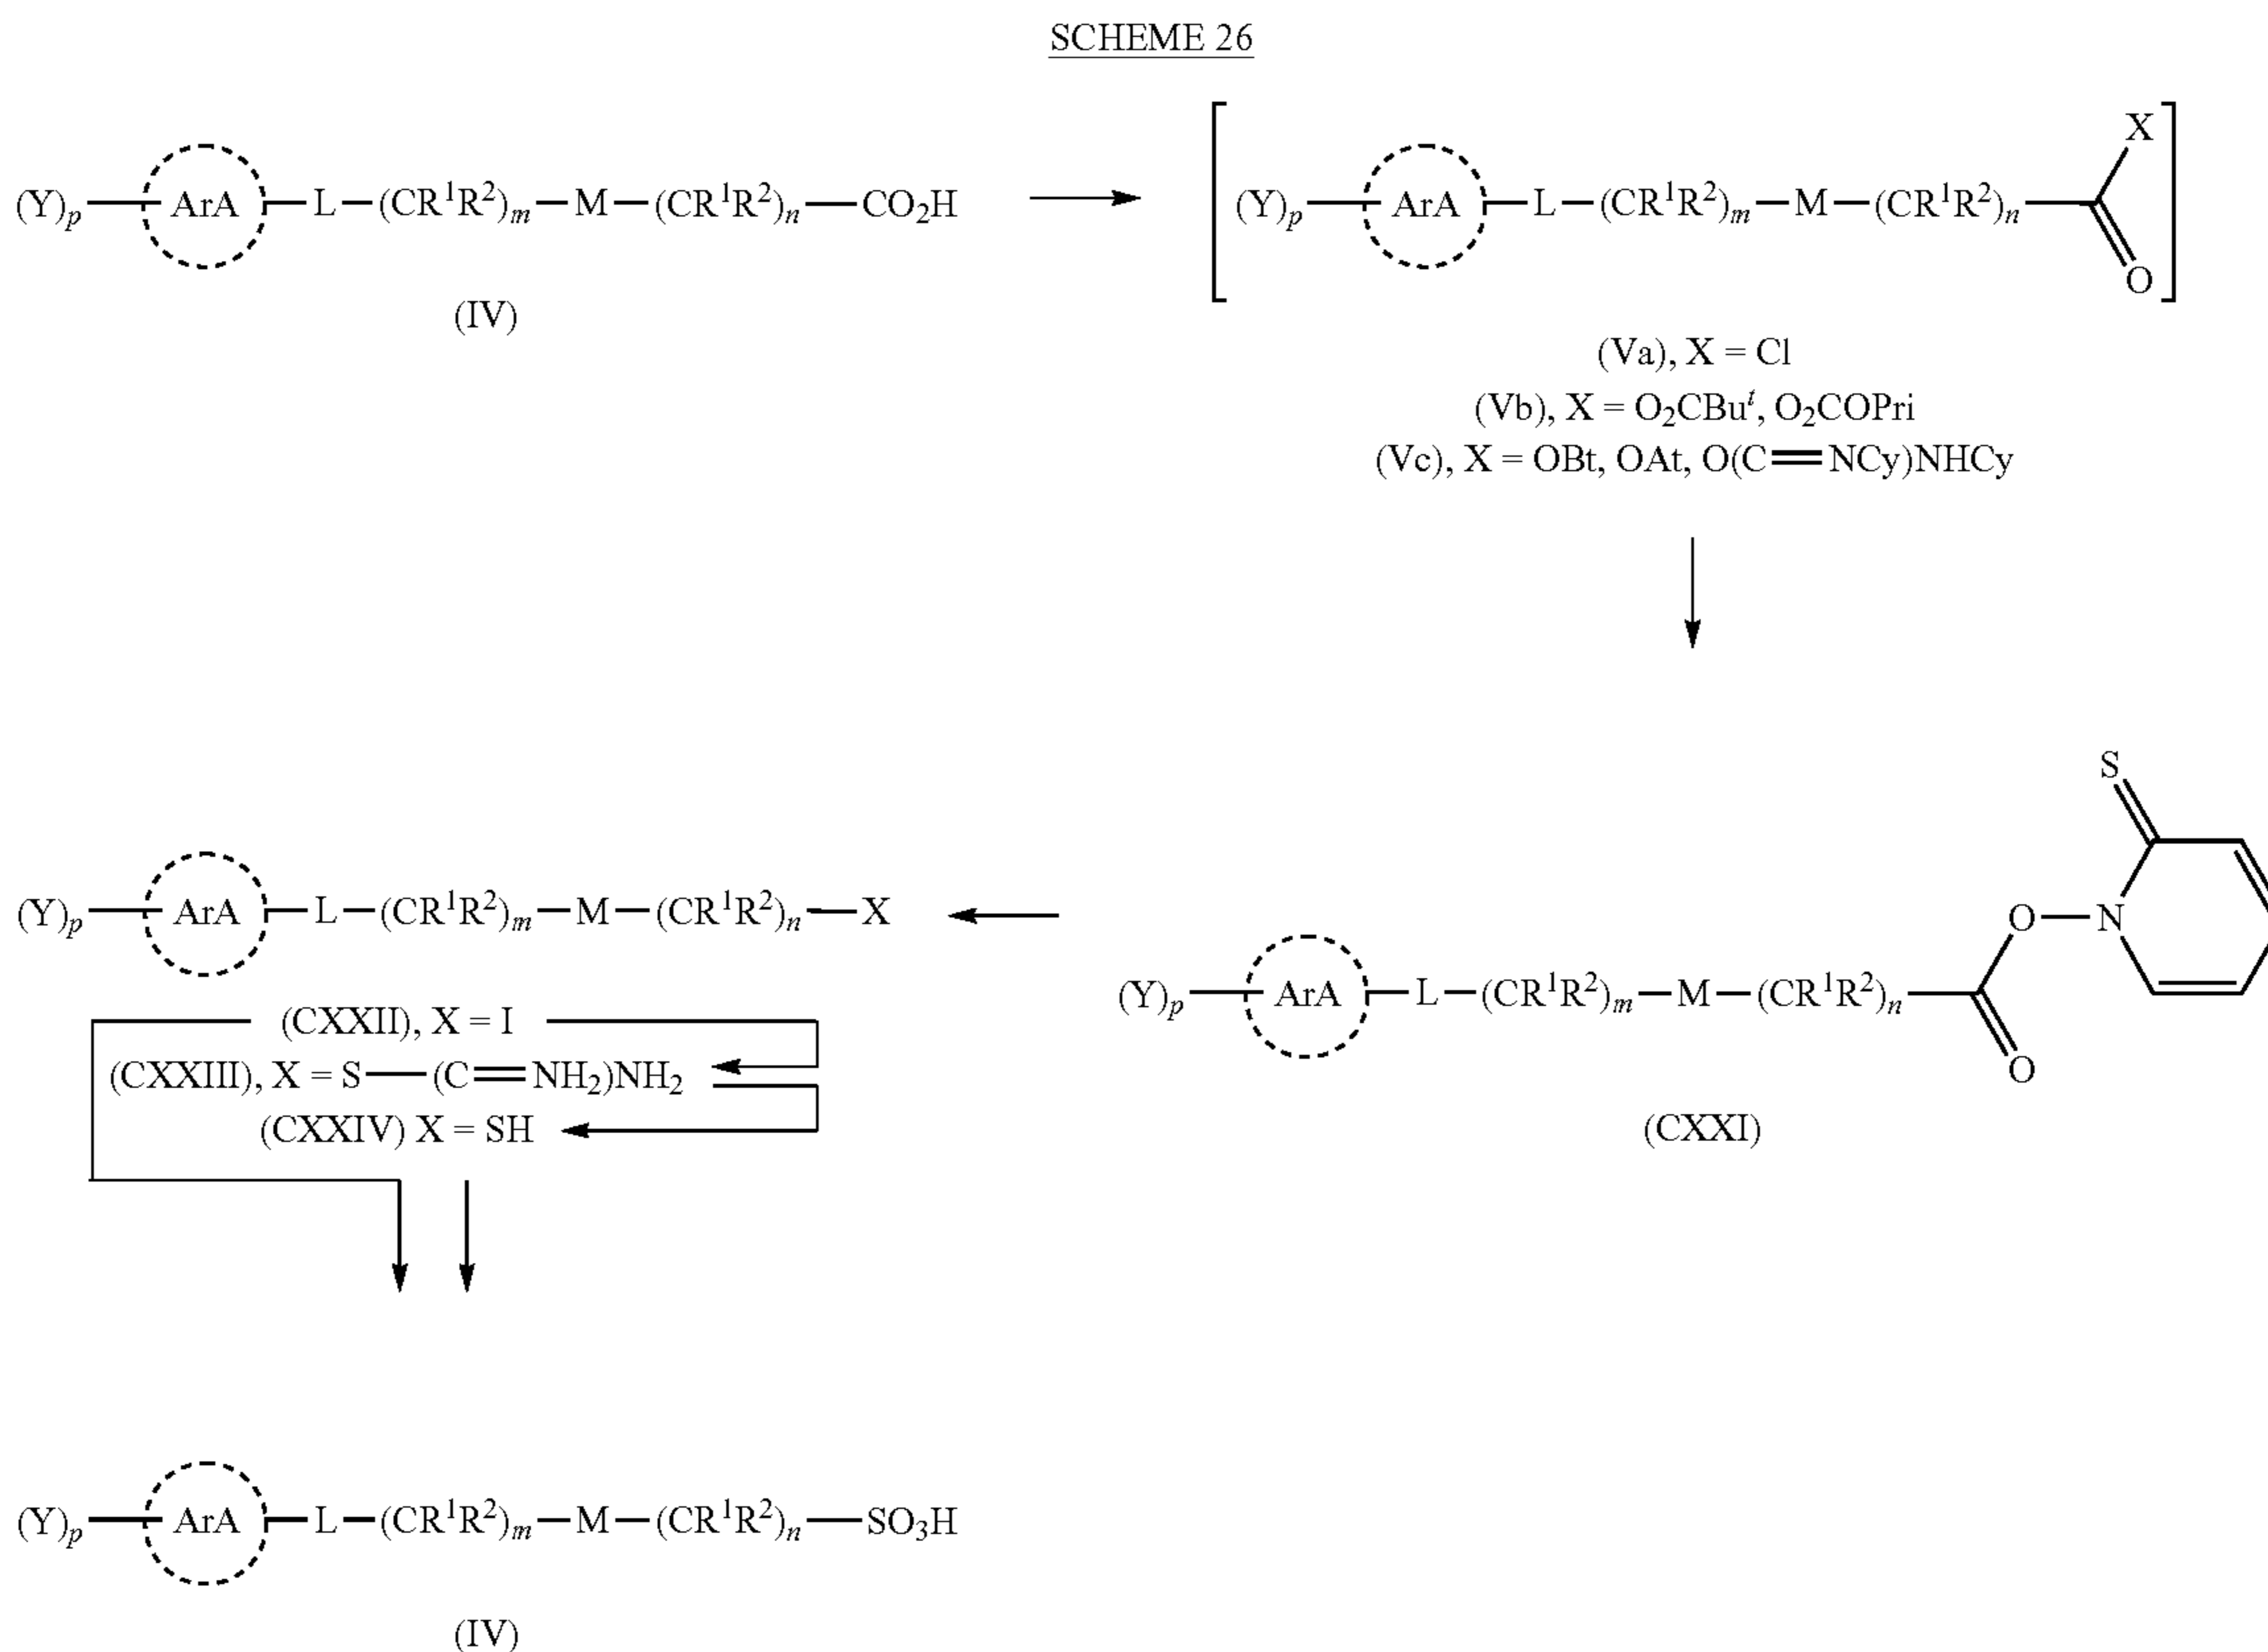 SCHEME 26
(Y)p—ArA—L—(CR¹R²)m—M—(CR¹R²)n—CO₂H
(IV)
(Y)p—ArA—L—(CR¹R²)m—M—(CR¹R²)n
X
O
(Va), X = Cl
(Vb), X = O₂CBuᵗ, O₂COPri
(Vc), X = OBt, OAt, O(C═NCy)NHCy
S
O—N
(Y)p—ArA—L—(CR¹R²)m—M—(CR¹R²)n
O
(CXXI)
(Y)p—ArA—L—(CR¹R²)m—M—(CR¹R²)n—X
(CXXII), X = I
(CXXIII), X = S—(C═NH₂)NH₂
(CXXIV) X = SH
(Y)p—ArA—L—(CR¹R²)m—M—(CR¹R²)n—SO₃H
(IV)